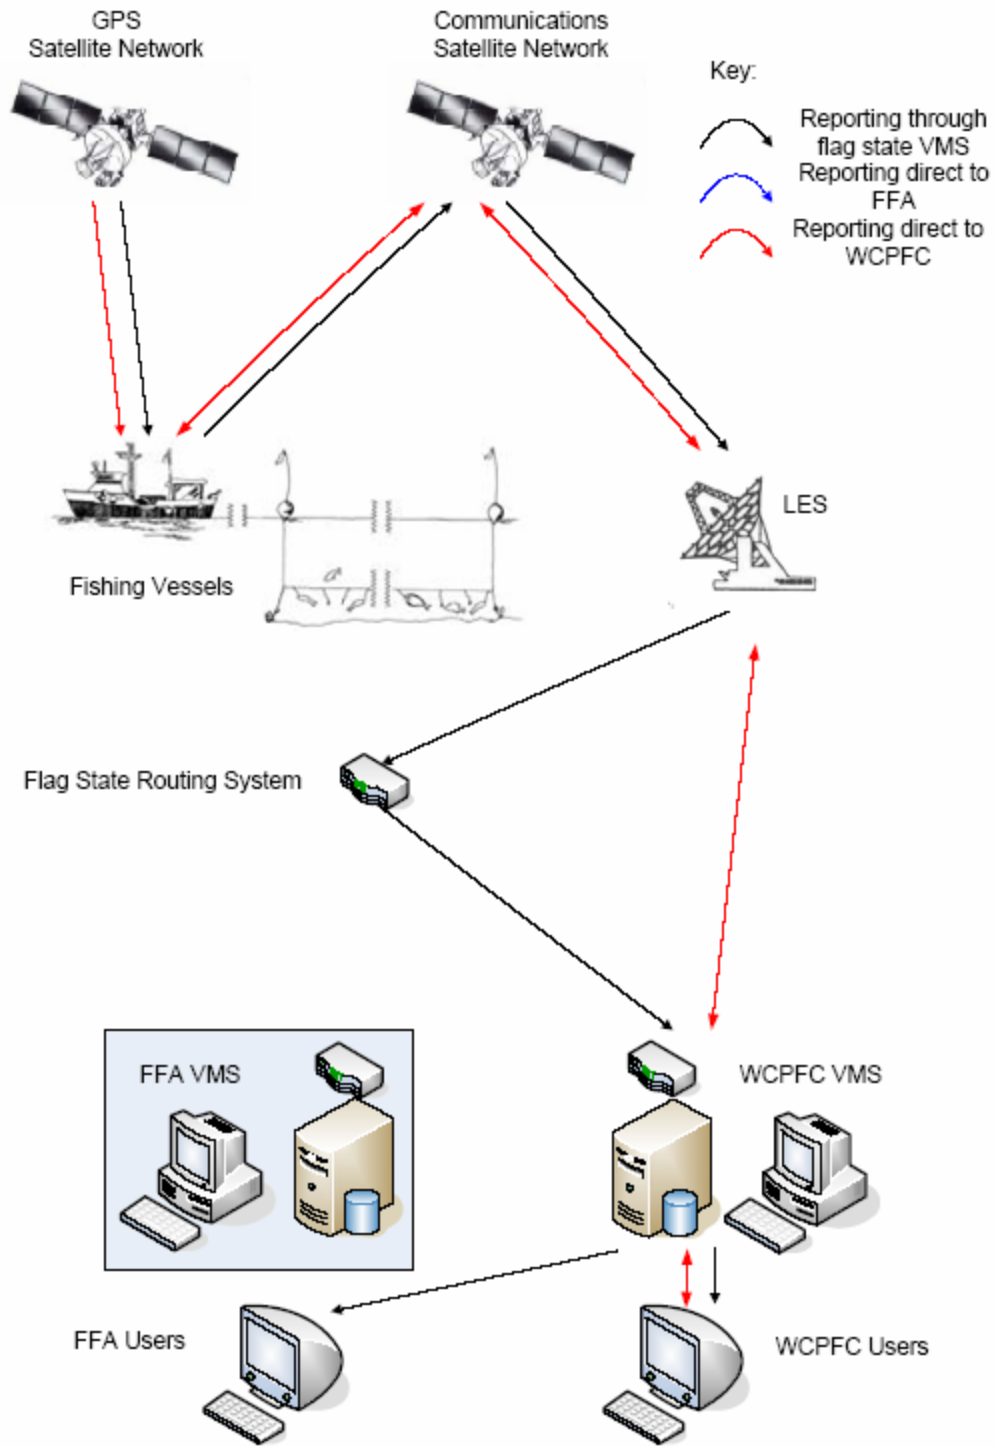 GPS
Satellite Network
Communications
Satellite Network
Key:
Reporting through
flag state VMS
Reporting direct to
FFA
Reporting direct to
WCPFC
LES
Fishing Vessels
Flag State Routing System
FFA VMS
WCPFC VMS
FFA Users
WCPFC Users